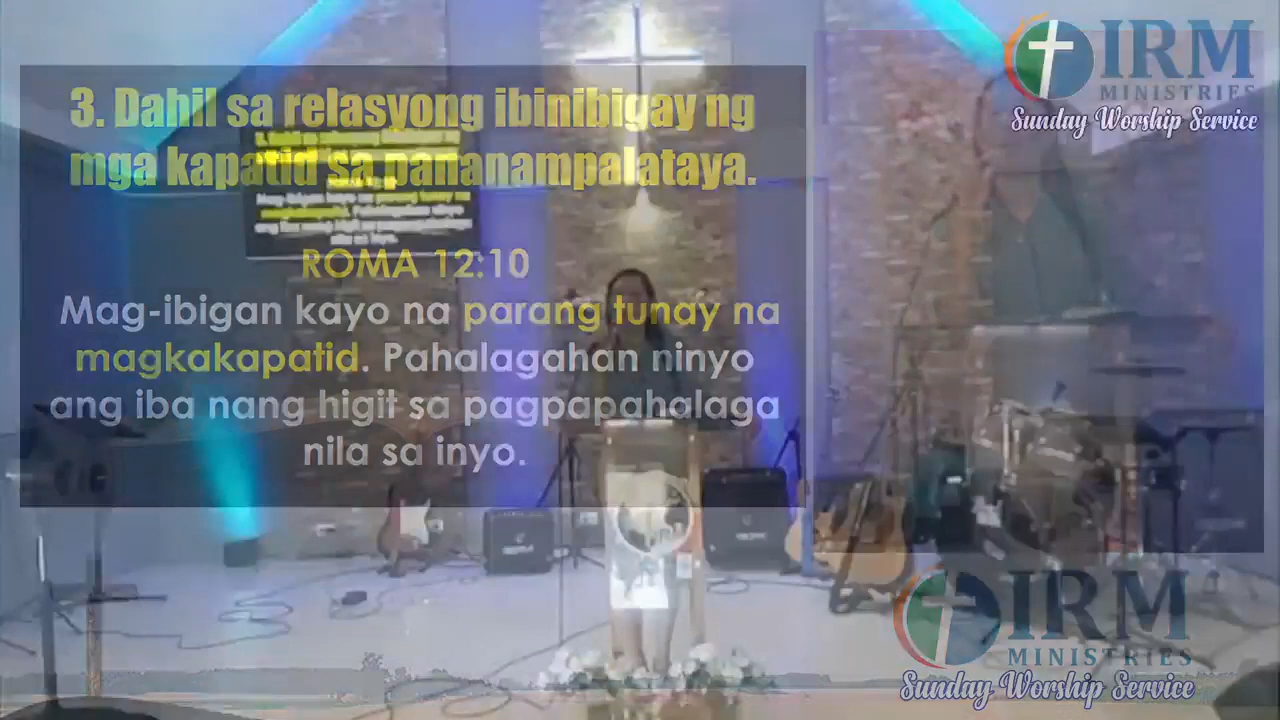 3. Dahil sa relasyong ibinibigay ng
mga kapatid sa pananampalataya.
ROMA 12:10
Mag-ibigan kayo na parang tunay na
magkakapatid. Pahalagahan ninyo
ang iba nang higit sa pagpapahalaga
nila sa inyo.
IRM
MINISTRIES
Sunday Worship Service
IRM
MINISTRIES
Sunday Worship Service